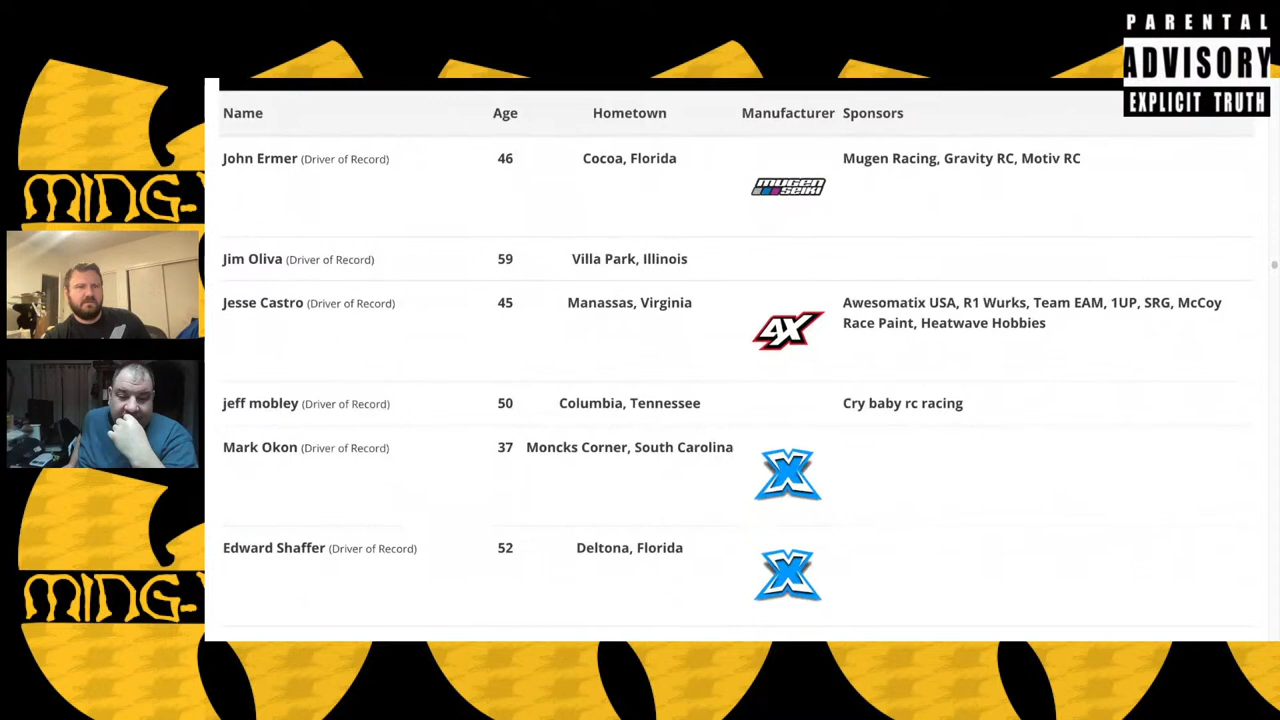 PARENTAL
ADVISORY
EXPLICIT TRUTH
Name Age Hometown Manufacturer Sponsors
John Ermer (Driver of Record) 46 Cocoa, Florida Mugen Racing, Gravity RC, Motiv RC
MUGEN
SEIKI
Jim Oliva (Driver of Record) 59 Villa Park, Illinois
Jesse Castro (Driver of Record) 45 Manassas, Virginia Awesomatix USA, R1 Wurks, Team EAM, 1UP, SRG, McCoy
Race Paint, Heatwave Hobbies
4X
jeff mobley (Driver of Record) 50 Columbia, Tennessee Cry baby rc racing
Mark Okon (Driver of Record) 37 Moncks Corner, South Carolina
X
Edward Shaffer (Driver of Record) 52 Deltona, Florida
X
MING-
MING-